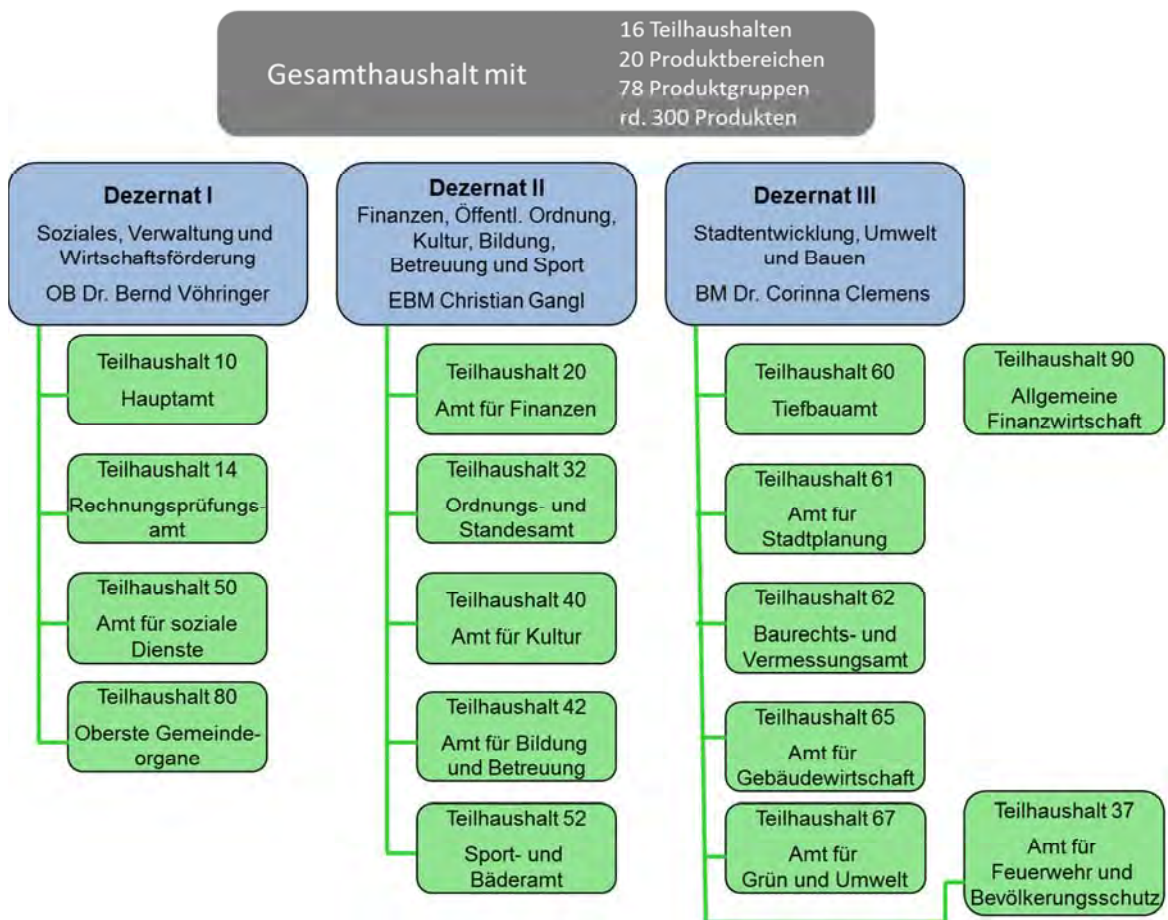 Gesamthaushalt mit
16 Teilhaushalten
20 Produktbereichen
78 Produktgruppen
rd. 300 Produkten
Dezernat I
Soziales, Verwaltung und
Wirtschaftsförderung
OB Dr. Bernd Vöhringer
Teilhaushalt 10
Hauptamt
Teilhaushalt 14
Rechnungsprüfungs-
amt
Teilhaushalt 50
Amt für soziale
Dienste
Teilhaushalt 80
Oberste Gemeinde-
organe
Dezernat II
Finanzen, Öffentl. Ordnung,
Kultur, Bildung,
Betreuung und Sport
EBM Christian Gangl
Teilhaushalt 20
Amt für Finanzen
Teilhaushalt 32
Ordnungs- und
Standesamt
Teilhaushalt 40
Amt für Kultur
Teilhaushalt 42
Amt für Bildung
und Betreuung
Teilhaushalt 52
Sport- und
Bäderamt
Dezernat III
Stadtentwicklung, Umwelt
und Bauen
BM Dr. Corinna Clemens
Teilhaushalt 60
Tiefbauamt
Teilhaushalt 61
Amt für
Stadtplanung
Teilhaushalt 62
Baurechts- und
Vermessungsamt
Teilhaushalt 65
Amt für
Gebäudewirtschaft
Teilhaushalt 67
Amt für
Grün und Umwelt
Teilhaushalt 90
Allgemeine
Finanzwirtschaft
Teilhaushalt 37
Amt für
Feuerwehr und
Bevölkerungsschutz